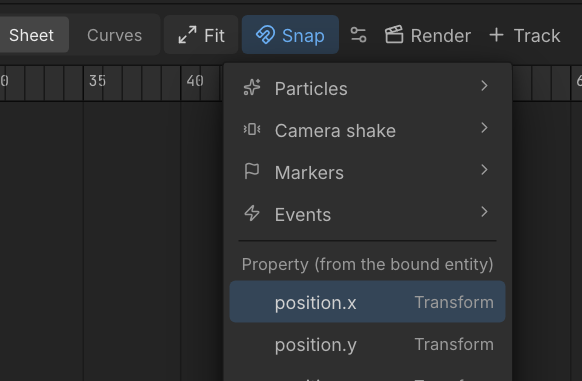 Sheet Curves Fit Snap Render Track
35 40
Particles
Camera shake
Markers
Events
Property (from the bound entity)
position.x Transform
position.y Transform